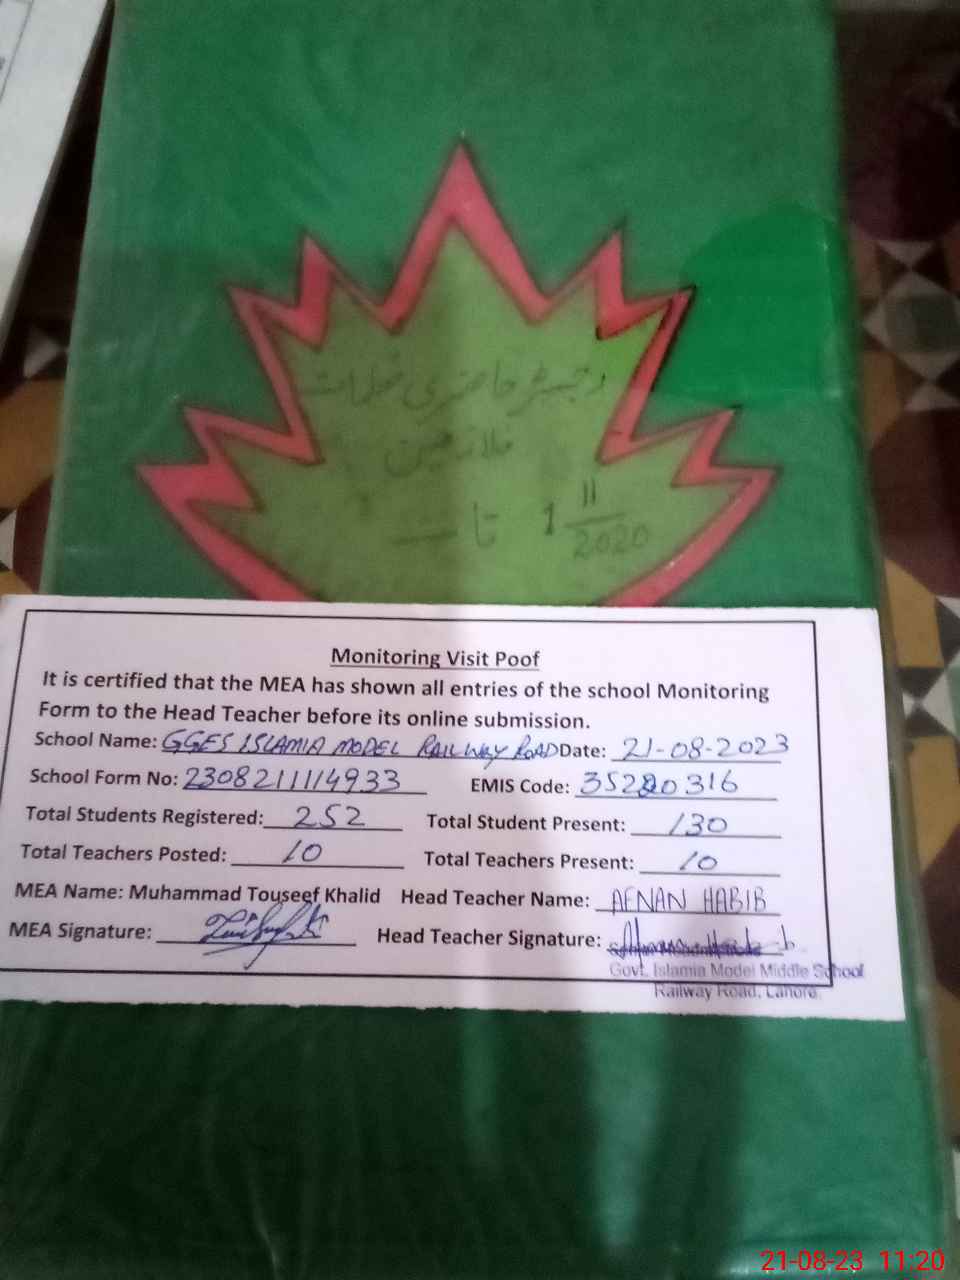 رجسٹر حاضری معلمات
ملازمین
1 11/2020 تا
Monitoring Visit Poof
It is certified that the MEA has shown all entries of the school Monitoring
Form to the Head Teacher before its online submission.
School Name: GGES ISLAMIA MODEL RAILWAY ROAD Date: 21-08-2023
School Form No: 2308211114933 EMIS Code: 35220316
Total Students Registered: 252 Total Student Present: 130
Total Teachers Posted: 10 Total Teachers Present: 10
MEA Name: Muhammad Touseef Khalid Head Teacher Name: AFNAN HABIB
MEA Signature: Head Teacher Signature:
Govt. Islamia Model Middle School
Railway Road, Lahore.
21-08-23 11:20